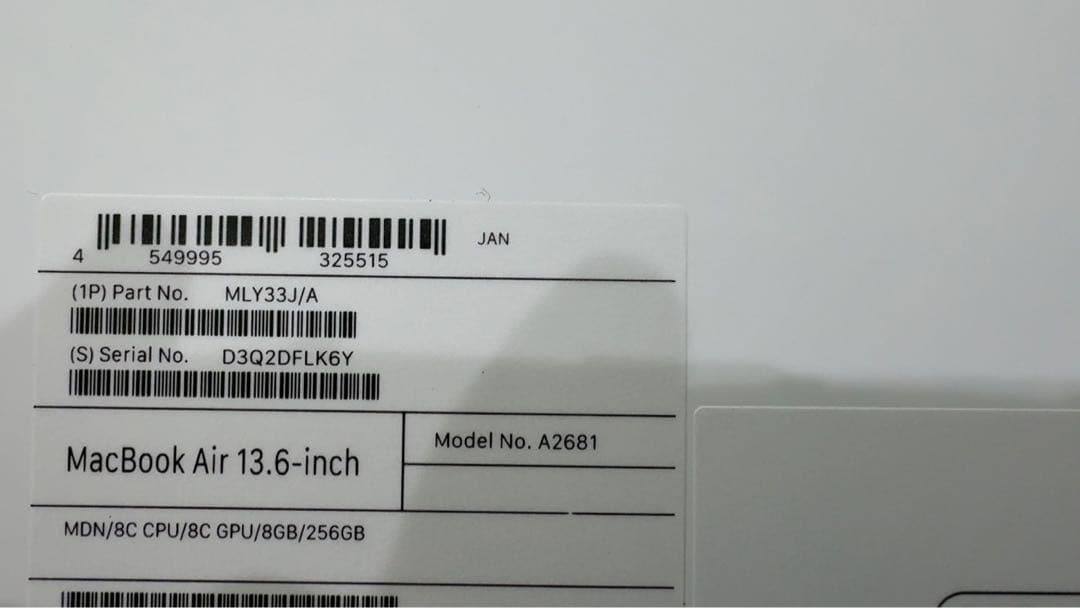 JAN
4 549995 325515
(1P) Part No. MLY33J/A
(S) Serial No. D3Q2DFLK6Y
MacBook Air 13.6-inch
Model No. A2681
MDN/8C CPU/8C GPU/8GB/256GB